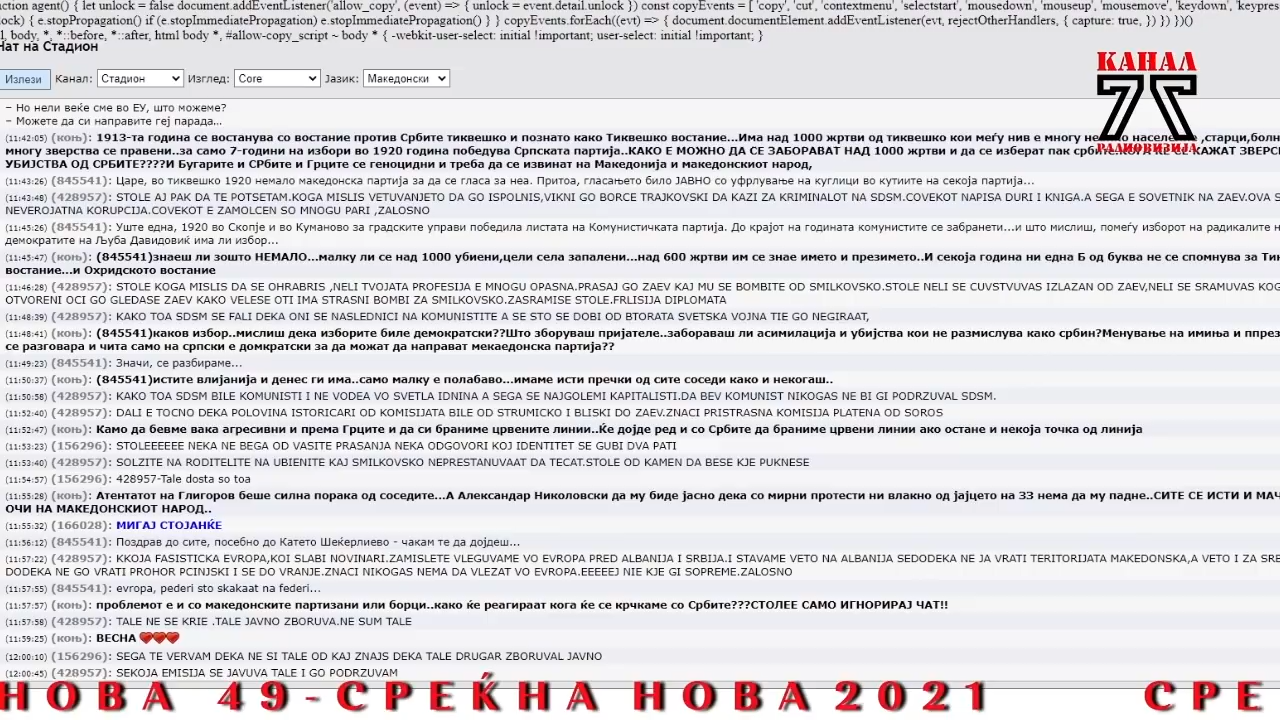 nction agent() { let unlock = false document.addEventListener('allow_copy', (event) => { unlock = event.detail.unlock }) const copyEvents = [ 'copy', 'cut', 'contextmenu', 'selectstart', 'mousedown', 'mouseup', 'mousemove', 'keydown', 'keypres
e.stopPropagation() if (e.stopImmediatePropagation) e.stopImmediatePropagation() } } copyEvents.forEach((evt) => { document.documentElement.addEventListener(evt, rejectOtherHandlers, { capture: true, }) }) })()
l, body, *, *::before, *::after, html body *, #allow-copy_script ~ body * { -webkit-user-select: initial !important; user-select: initial !important; }
Чат на Стадион
Излези Канал: Стадион Изглед: Core Јазик: Македонски
КАНАЛ
77
РАДИОВИЗИЈА
– Но нели веќе сме во ЕУ, што можеме?
– Можете да си направите геј парада...
(11:42:05) (коњ): 1913-та година се востанува со востание против Србите тиквешко и познато како Тиквешко востание...Има над 1000 жртви од тиквешко кои меѓу нив е многу ,старци,болн
многу зверства се правени..за само 7-години на избори во 1920 година победува Српската партија..КАКО Е МОЖНО ДА СЕ ЗАБОРАВАТ НАД 1000 жртви и да се изберат пак
УБИЈСТВА ОД СРБИТЕ????И Бугарите и СРбите и Грците се геноцидни и треба да се извинат на Македонија и македонскиот народ,
(11:43:26) (845541): Царе, во тиквешко 1920 немало македонска партија за да се гласа за неа. Притоа, гласањето било ЈАВНО со уфрлување на куглици во кутиите на секоја партија...
(11:43:48) (428957): STOLE AJ PAK DA TE POTSETAM.KOGA MISLIS VETUVANJETO DA GO ISPOLNIS,VIKNI GO BORCE TRAJKOVSKI DA KAZI ZA KRIMINALOT NA SDSM.COVEKOT NAPISA DURI I KNIGA.A SEGA E SOVETNIK NA ZAEV.OVA S
NEVEROJATNA KORUPCIJA.COVEKOT E ZAMOLCEN SO MNOGU PARI ,ZALOSNO
(11:45:26) (845541): Уште една, 1920 во Скопје и во Куманово за градските управи победила листата на Комунистичката партија. До крајот на годината комунистите се забранети...и што мислиш, помеѓу изборот на радикалите н
демократите на Љуба Давидовиќ има ли избор...
(11:45:47) (коњ): (845541)знаеш ли зошто НЕМАЛО...малку ли се над 1000 убиени,цели села запалени...над 600 жртви им се знае името и презимето..И секоја година ни една Б од буква не се спомнува за Тик
востание...и Охридското востание
(11:46:28) (428957): STOLE KOGA MISLIS DA SE OHRABRIS ,NELI TVOJATA PROFESIJA E MNOGU OPASNA.PRASAJ GO ZAEV KAJ MU SE BOMBITE OD SMILKOVSKO.STOLE NELI SE CUVSTVUVAS IZLAZAN OD ZAEV,NELI SE SRAMUVAS KOG
OTVORENI OCI GO GLEDASE ZAEV KAKO VELESE OTI IMA STRASNI BOMBI ZA SMILKOVSKO.ZASRAMISE STOLE.FRLISIJA DIPLOMATA
(11:48:39) (428957): KAKO TOA SDSM SE FALI DEKA ONI SE NASLEDNICI NA KOMUNISTITE A SE STO SE DOBI OD BTORATA SVETSKA VOJNA TIE GO NEGIRAAT,
(11:48:41) (коњ): (845541)каков избор..мислиш дека изборите биле демократски??Што зборуваш пријателе..забораваш ли асимилација и убијства кои не размислува како србин?Менување на имиња и ппрез
се разговара и чита само на српски е домкратски за да можат да направат мекаедонска партија??
(11:49:23) (845541): Значи, се разбираме...
(11:50:37) (коњ): (845541)истите влијанија и денес ги има..само малку е полабаво...имаме исти пречки од сите соседи како и некогаш..
(11:50:58) (428957): KAKO TOA SDSM BILE KOMUNISTI I NE VODEA VO SVETLA IDNINA A SEGA SE NAJGOLEMI KAPITALISTI.DA BEV KOMUNIST NIKOGAS NE BI GI PODRZUVAL SDSM.
(11:52:40) (428957): DALI E TOCNO DEKA POLOVINA ISTORICARI OD KOMISIJATA BILE OD STRUMICKO I BLISKI DO ZAEV.ZNACI PRISTRASNA KOMISIJA PLATENA OD SOROS
(11:52:47) (коњ): Камо да бевме вака агресивни и према Грците и да си браниме црвените линии..Ќе дојде ред и со Србите да браниме црвени линии ако остане и некоја точка од линија
(11:53:23) (156296): STOLEEEEEE NEKA NE BEGA OD VASITE PRASANJA NEKA ODGOVORI KOJ IDENTITET SE GUBI DVA PATI
(11:53:40) (428957): SOLZITE NA RODITELITE NA UBIENITE KAJ SMILKOVSKO NEPRESTANUVAAT DA TECAT.STOLE OD KAMEN DA BESE KJE PUKNESE
(11:54:57) (156296): 428957-Tale dosta so toa
(11:55:28) (коњ): Атентатот на Глигоров беше силна порака од соседите...А Александар Николовски да му биде јасно дека со мирни протести ни влакно од јајцето на ЗЗ нема да му падне..СИТЕ СЕ ИСТИ И МАЧ
ОЧИ НА МАКЕДОНСКИОТ НАРОД..
(11:55:32) (166028): МИГАЈ СТОЈАНЌЕ
(11:56:12) (845541): Поздрав до сите, посебно до Катето Шеќерлиево - чакам те да дојдеш...
(11:57:22) (428957): KKOJA FASISTICKA EVROPA,KOI SLABI NOVINARI.ZAMISLETE VLEGUVAME VO EVROPA PRED ALBANIJA I SRBIJA.I STAVAME VETO NA ALBANIJA SEDODEKA NE JA VRATI TERITORIJATA MAKEDONSKA,A VETO I ZA SRB
DODEKA NE GO VRATI PROHOR PCINJSKI I SE DO VRANJE.ZNACI NIKOGAS NEMA DA VLEZAT VO EVROPA.EEEEEJ NIE KJE GI SOPREME.ZALOSNO
(11:57:55) (845541): evropa, pederi sto skakaat na federi...
(11:57:57) (коњ): проблемот е и со македонските партизани или борци..како ќе реагираат кога ќе се крчкаме со Србите???СТОЛЕЕ САМО ИГНОРИРАЈ ЧАТ!!
(11:57:58) (428957): TALE NE SE KRIE .TALE JAVNO ZBORUVA.NE SUM TALE
(11:59:25) (коњ): ВЕСНА ❤❤❤
(12:00:10) (156296): SEGA TE VERVAM DEKA NE SI TALE OD KAJ ZNAJS DEKA TALE DRUGAR ZBORUVAL JAVNO
(12:00:45) (428957): SEKOJA EMISIJA SE JAVUVA TALE I GO PODRZUVAM
НОВА 49-СРЕЌНА НОВА 2021 СРЕ